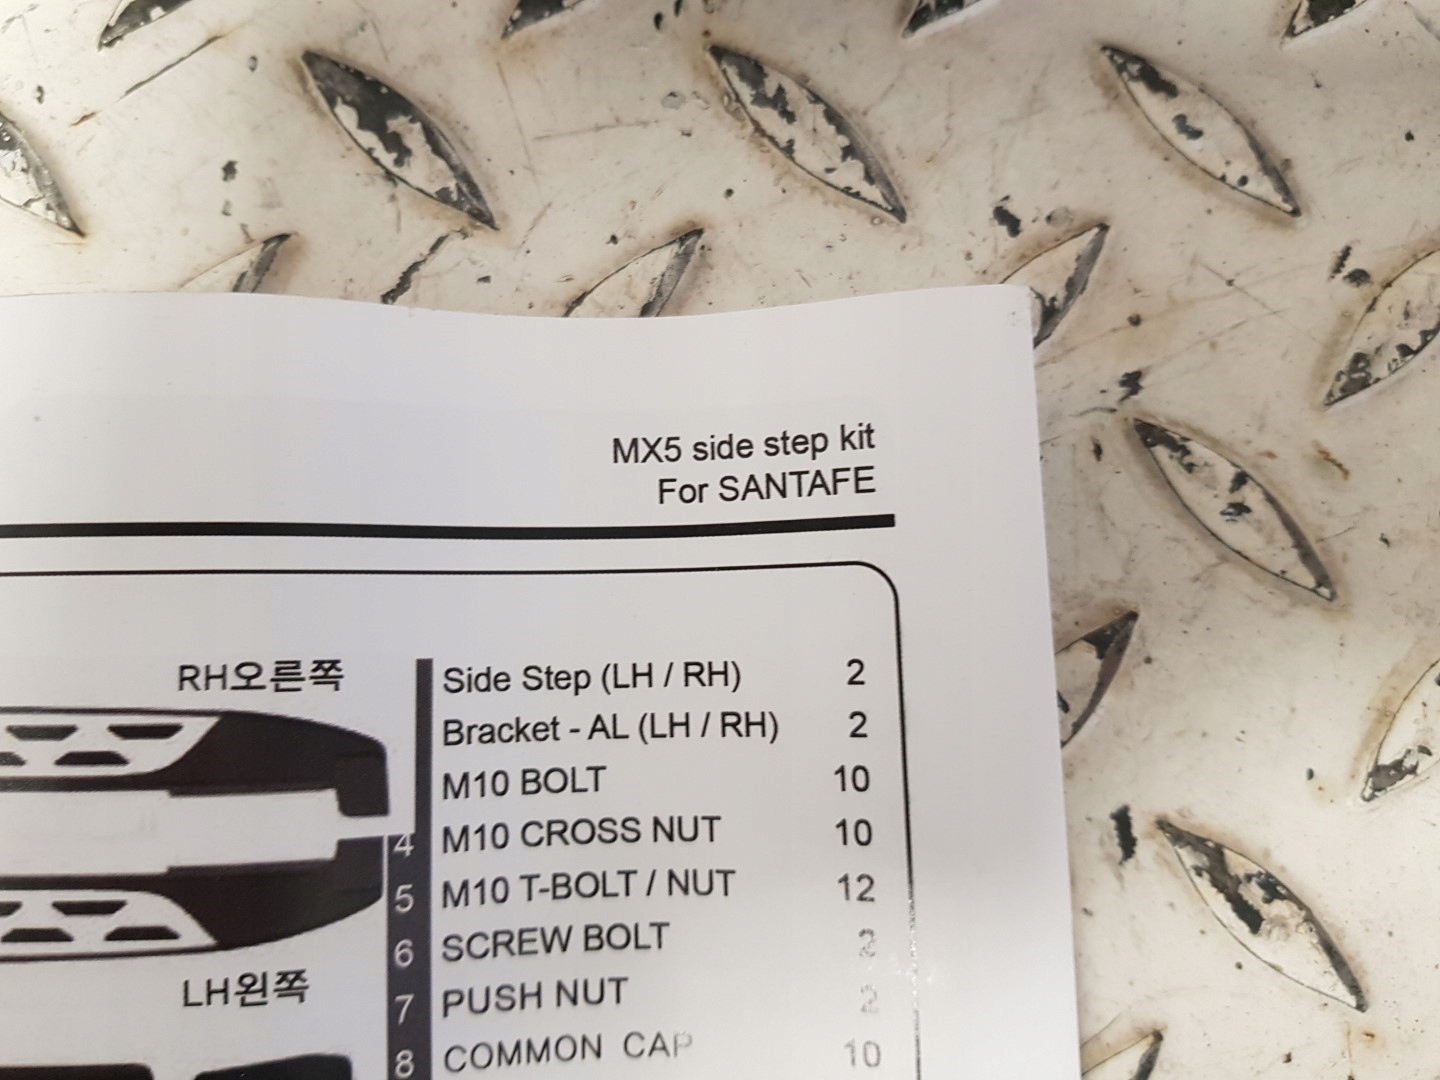 MX5 side step kit
For SANTAFE
RH오른쪽
Side Step (LH / RH) 2
Bracket - AL (LH / RH) 2
M10 BOLT 10
4 M10 CROSS NUT 10
5 M10 T-BOLT / NUT 12
6 SCREW BOLT 2
7 PUSH NUT 2
LH왼쪽
8 COMMON CAP 10